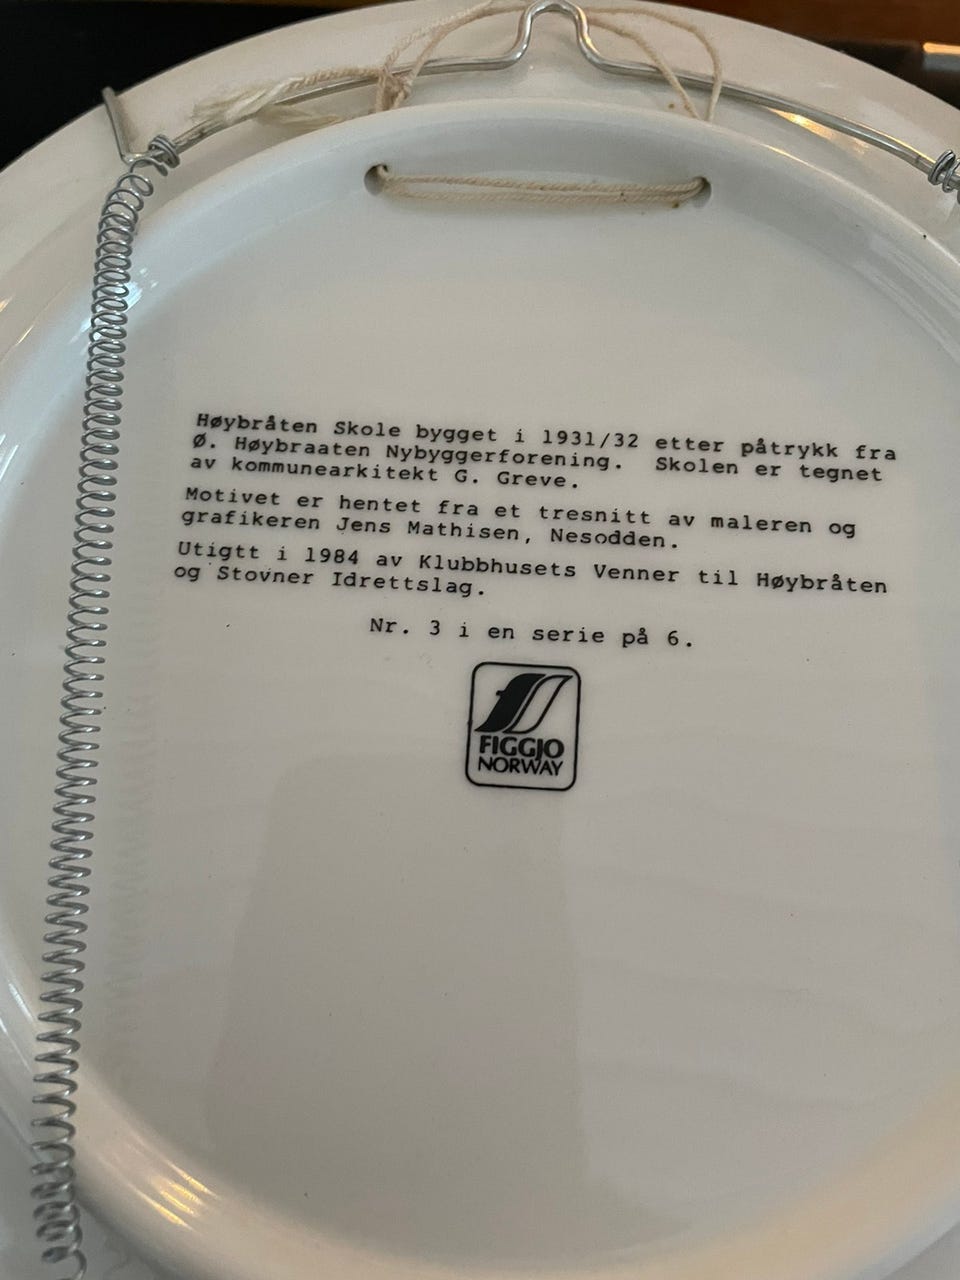 Høybråten Skole bygget i 1931/32 etter påtrykk fra
Ø. Høybraaten Nybyggerforening. Skolen er tegnet
av kommunearkitekt G. Greve.
Motivet er hentet fra et tresnitt av maleren og
grafikeren Jens Mathisen, Nesodden.
Utigtt i 1984 av Klubbhusets Venner til Høybråten
og Stovner Idrettslag.
Nr. 3 i en serie på 6.
FIGGJO
NORWAY